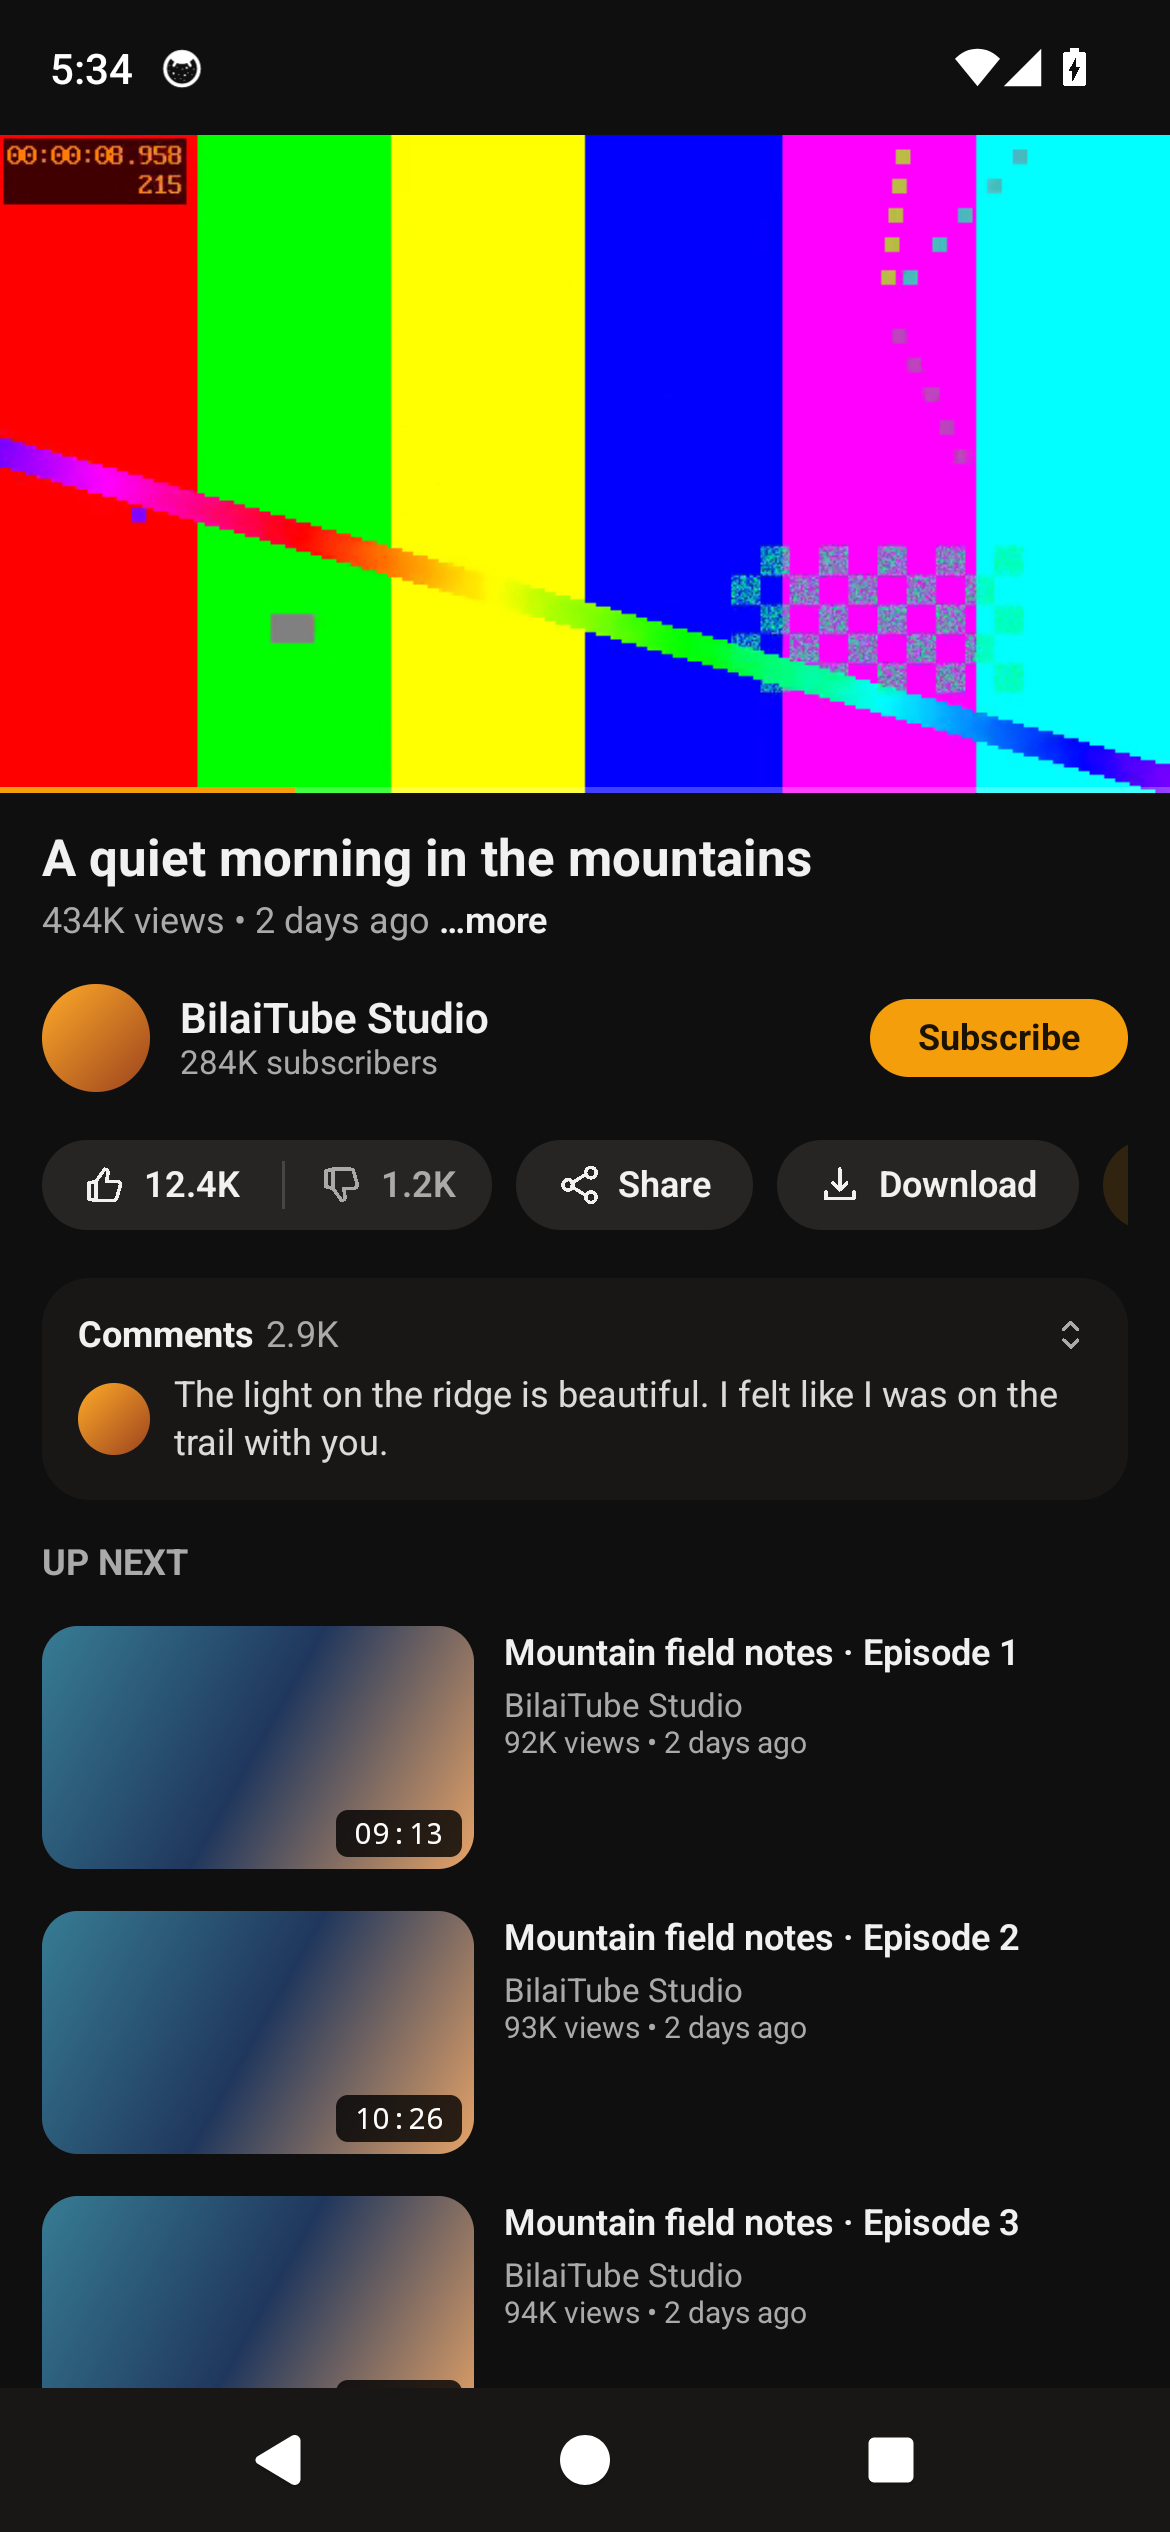 5:34
00:00:08.958
215
A quiet morning in the mountains
434K views • 2 days ago ...more
BilaiTube Studio
284K subscribers
Subscribe
12.4K
1.2K
Share
Download
Comments 2.9K
The light on the ridge is beautiful. I felt like I was on the
trail with you.
UP NEXT
Mountain field notes · Episode 1
BilaiTube Studio
92K views • 2 days ago
09:13
Mountain field notes · Episode 2
BilaiTube Studio
93K views • 2 days ago
10:26
Mountain field notes · Episode 3
BilaiTube Studio
94K views • 2 days ago